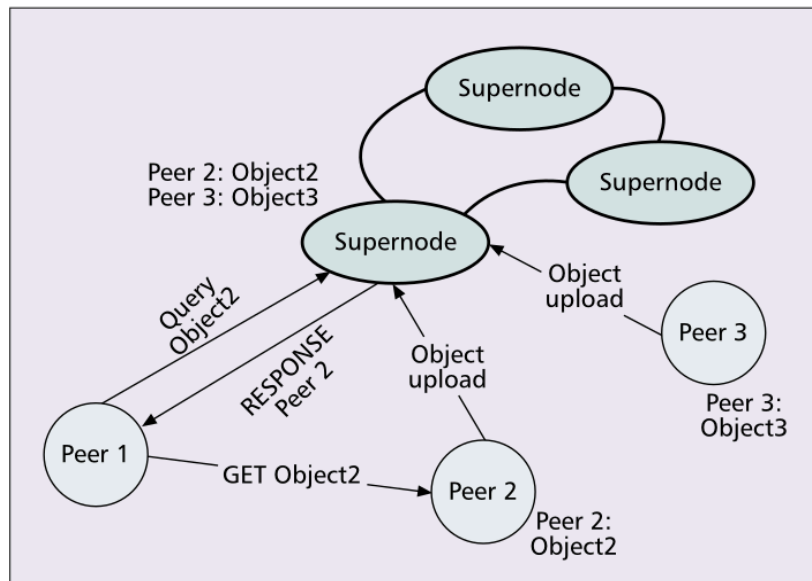 Supernode
Supernode
Peer 2: Object2
Peer 3: Object3
Supernode
Object
upload
Query
Object2
Peer 3
RESPONSE
Peer 2
Object
upload
Peer 3:
Object3
Peer 1
GET Object2
Peer 2
Peer 2:
Object2